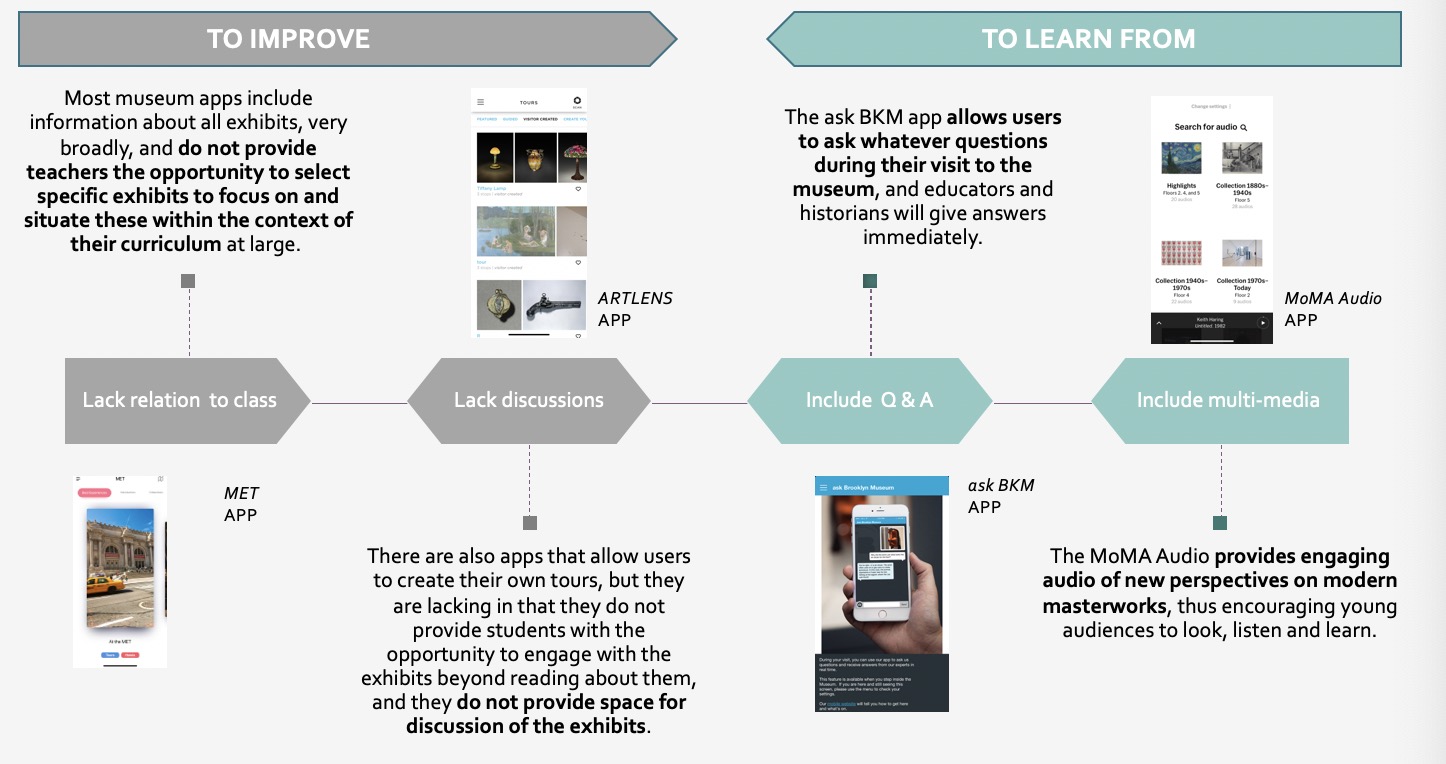 TO IMPROVE
TO LEARN FROM
Most museum apps include
information about all exhibits, very
broadly, and do not provide
teachers the opportunity to select
specific exhibits to focus on and
situate these within the context of
their curriculum at large.
TOURS
FEATURED GUIDED VISITOR CREATED CREATE YOU
Tiffany Lamp
visitor created
visitor created
ARTLENS
APP
The ask BKM app allows users
to ask whatever questions
during their visit to the
museum, and educators and
historians will give answers
immediately.
Change settings
Search for audio
Highlights
Floors 2, 4, and 5
20 audios
Collection 1880s–
1940s
Floor 5
28 audios
Collection 1940s–
1970s
Floor 4
22 audios
Collection 1970s–
Today
Floor 2
9 audios
Keith Haring
Untitled 1982
MoMA Audio
APP
Lack relation to class
Lack discussions
Include Q & A
Include multi-media
MET
At the MET
MET
APP
There are also apps that allow users
to create their own tours, but they
are lacking in that they do not
provide students with the
opportunity to engage with the
exhibits beyond reading about them,
and they do not provide space for
discussion of the exhibits.
ask Brooklyn Museum
During your visit, you can use our app to ask us
questions and receive answers from our experts in
real time.
This feature is available when you step inside the
Museum. If you are here and still seeing this
screen, please use the menu to check your
settings.
Our mobile website will tell you how to get here
and what's on.
ask BKM
APP
The MoMA Audio provides engaging
audio of new perspectives on modern
masterworks, thus encouraging young
audiences to look, listen and learn.